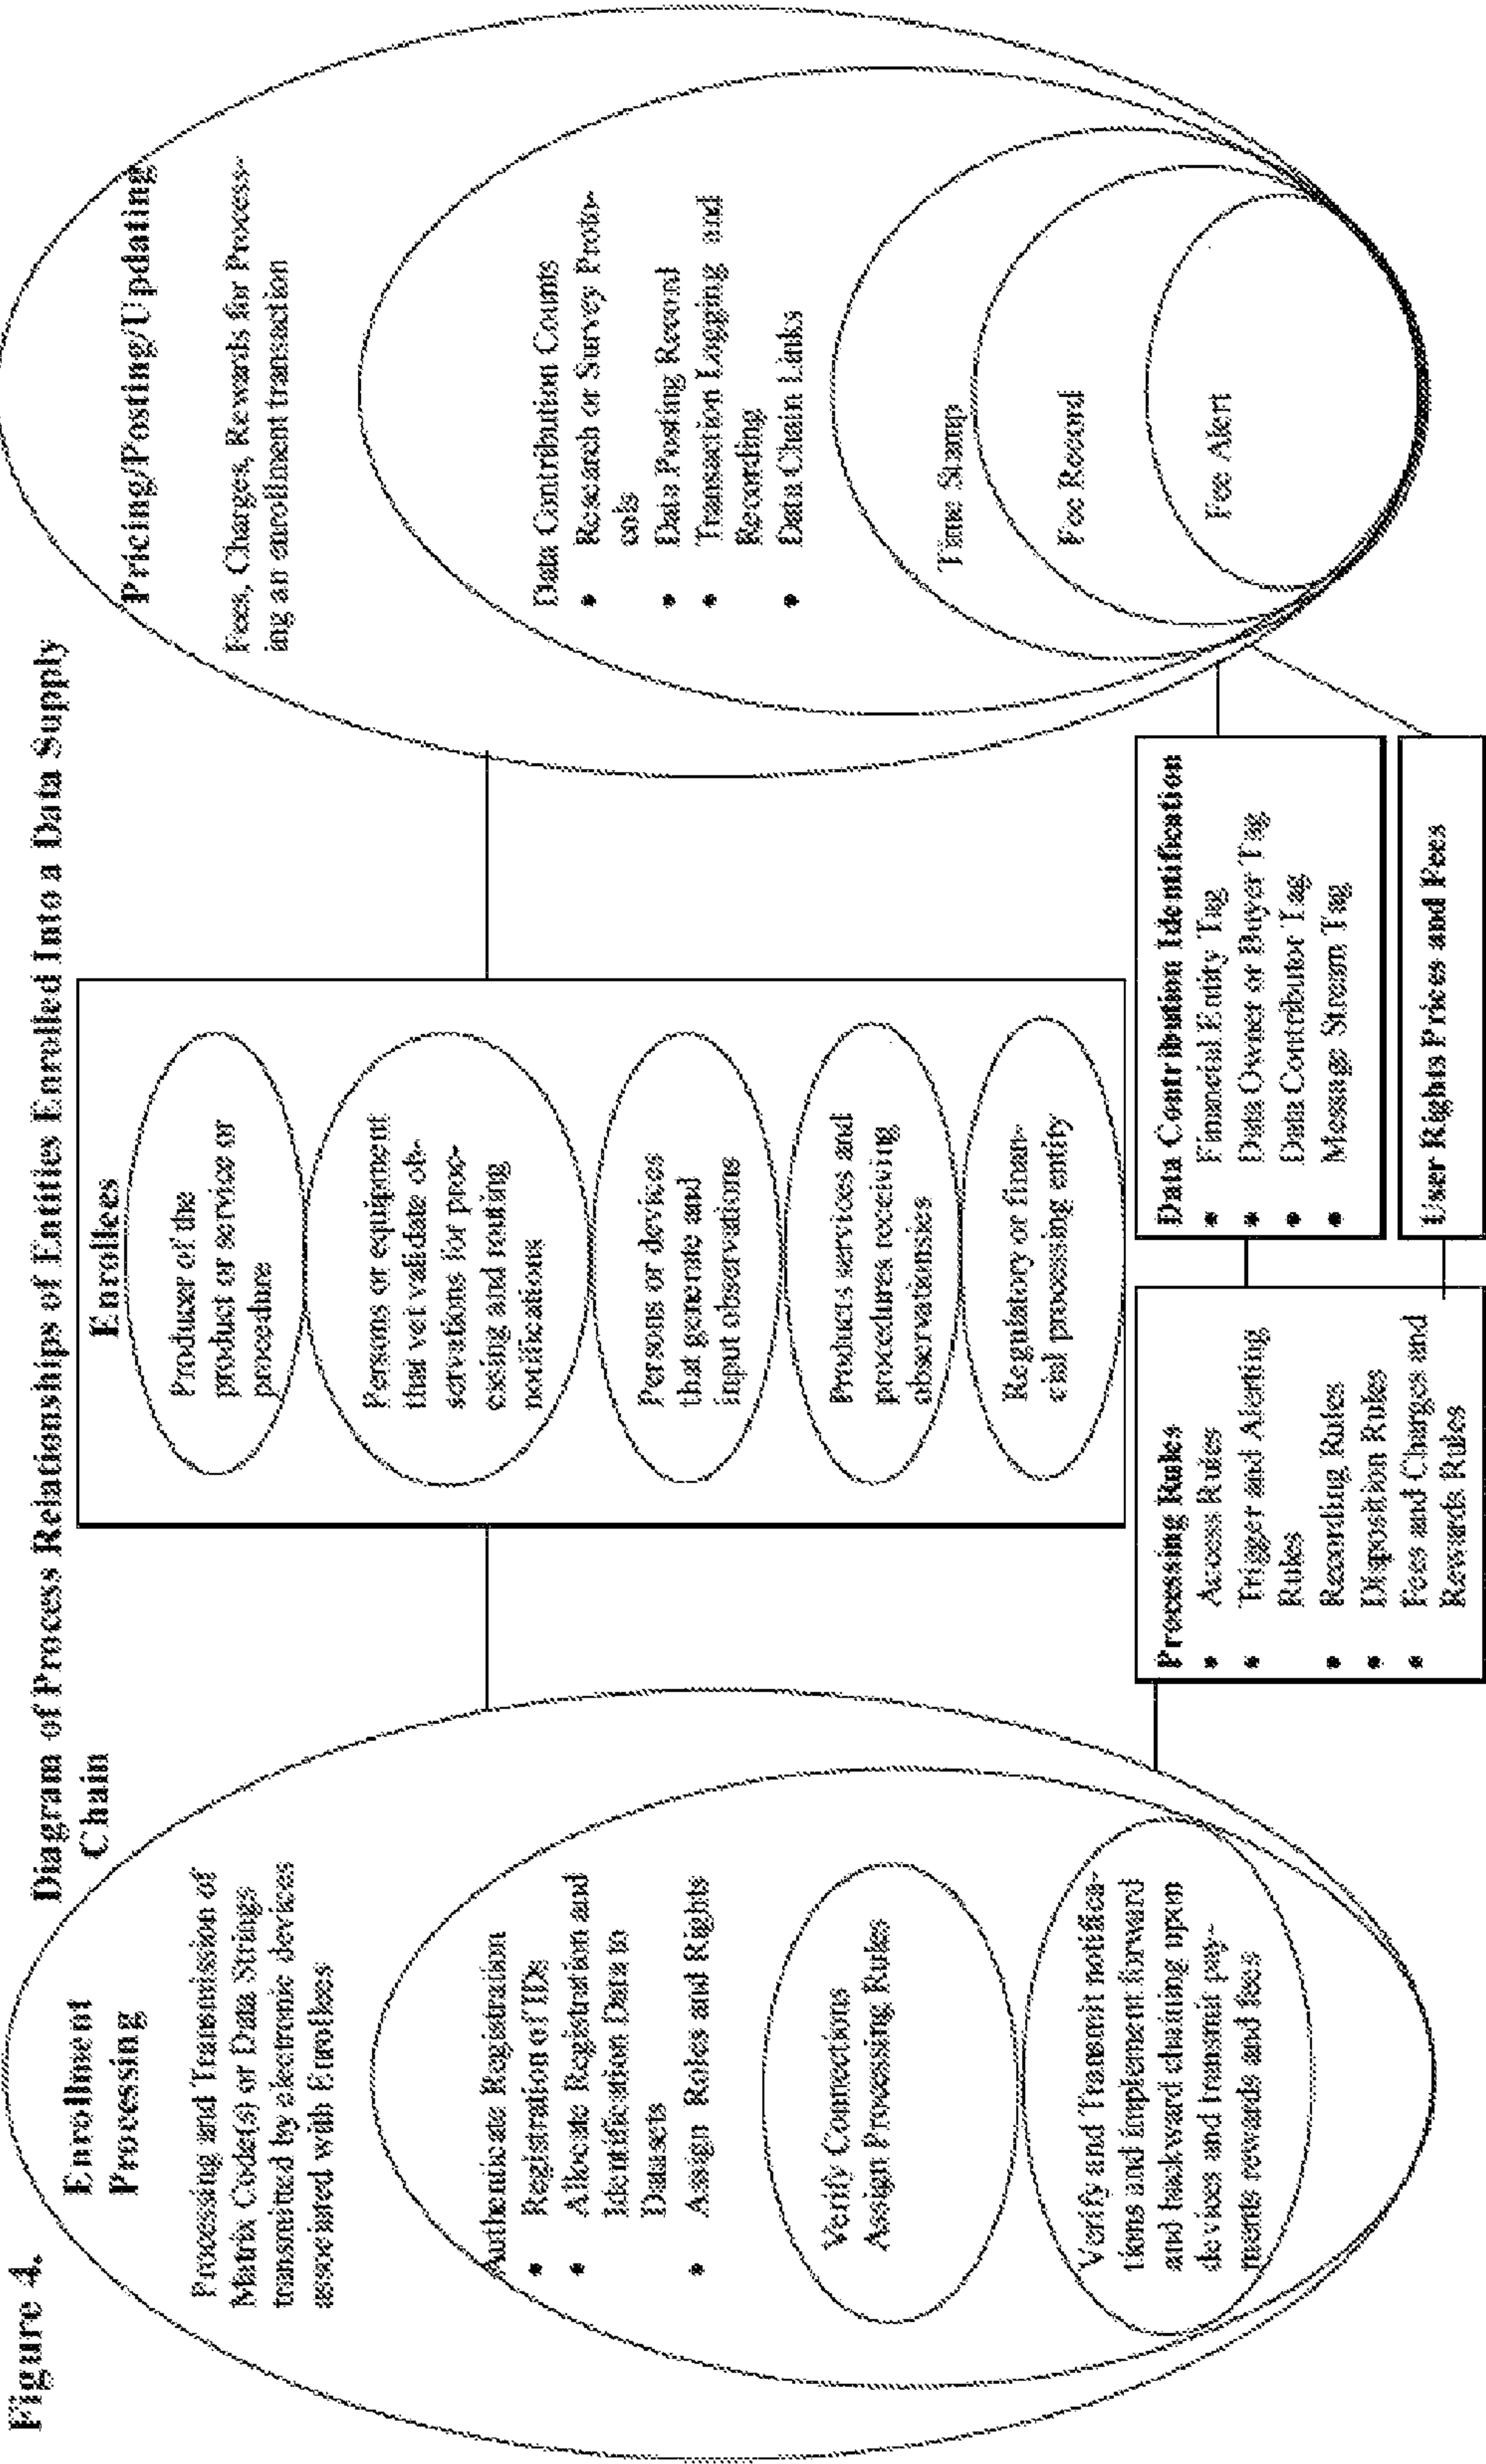 Figure 4.
Diagram of Process Relationships of Entities Enrolled Into a Data Supply
Chain
Enrollment
Processing
Processing and Transmission of
Matrix Code(s) or Data Strings
transmitted by electronic devices
associated with Enrollees
Authenticate Registration
• Registration of IDs
• Allocate Registration and
Identification Data to
Datasets
• Assign Roles and Rights
Verify Connections
Assign Processing Rules
Verify and Transmit notifica-
tions and implement forward
and backward chaining upon
devices and transmit pay-
ments rewards and fees
Enrollees
Producer of the
product or service or
procedure
Persons or equipment
that vet validate ob-
servations for proc-
essing and routing
notifications
Persons or devices
that generate and
input observations
Products services and
procedures receiving
observationsies
Regulatory or finan-
cial processing entity
Processing Rules
• Access Rules
• Trigger and Alerting
Rules
• Recording Rules
• Disposition Rules
• Fees and Charges and
Rewards Rules
Data Contribution Identification
• Financial Entity Tag
• Data Owner or Buyer Tag
• Data Contributor Tag
• Message Stream Tag
User Rights Prices and Fees
Pricing/Posting/Updating
Fees, Charges, Rewards for Process-
ing an enrollment transaction
Data Contribution Counts
• Research or Survey Proto-
cols
• Data Posting Record
• Transaction Logging and
Recording
• Data Chain Links
Time Stamp
Fee Record
Fee Alert